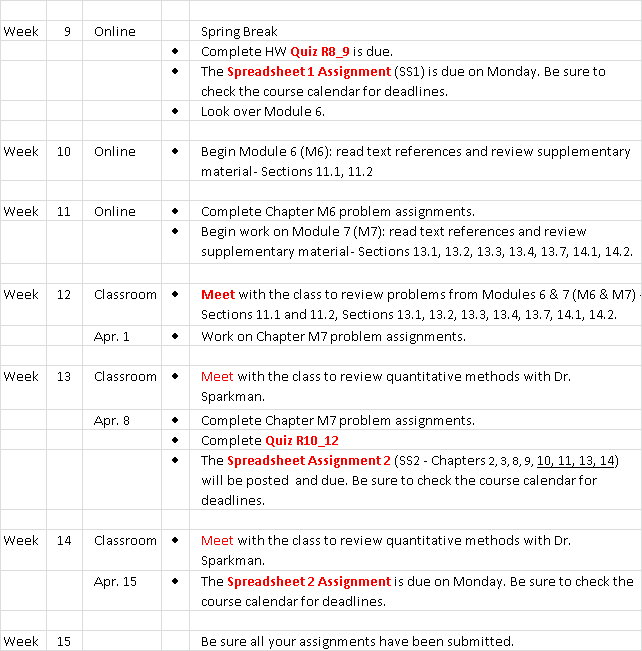 Week 9 Online Spring Break
• Complete HW Quiz R8_9 is due.
• The Spreadsheet 1 Assignment (SS1) is due on Monday. Be sure to
check the course calendar for deadlines.
• Look over Module 6.
Week 10 Online • Begin Module 6 (M6): read text references and review supplementary
material- Sections 11.1, 11.2
Week 11 Online • Complete Chapter M6 problem assignments.
• Begin work on Module 7 (M7): read text references and review
supplementary material- Sections 13.1, 13.2, 13.3, 13.4, 13.7, 14.1, 14.2.
Week 12 Classroom • Meet with the class to review problems from Modules 6 & 7 (M6 & M7) -
Sections 11.1 and 11.2, Sections 13.1, 13.2, 13.3, 13.4, 13.7, 14.1, 14.2.
Apr. 1 • Work on Chapter M7 problem assignments.
Week 13 Classroom • Meet with the class to review quantitative methods with Dr.
Sparkman.
Apr. 8 • Complete Chapter M7 problem assignments.
• Complete Quiz R10_12
• The Spreadsheet Assignment 2 (SS2 - Chapters 2, 3, 8, 9, 10, 11, 13, 14)
will be posted and due. Be sure to check the course calendar for
deadlines.
Week 14 Classroom • Meet with the class to review quantitative methods with Dr.
Sparkman.
Apr. 15 • The Spreadsheet 2 Assignment is due on Monday. Be sure to check the
course calendar for deadlines.
Week 15 Be sure all your assignments have been submitted.